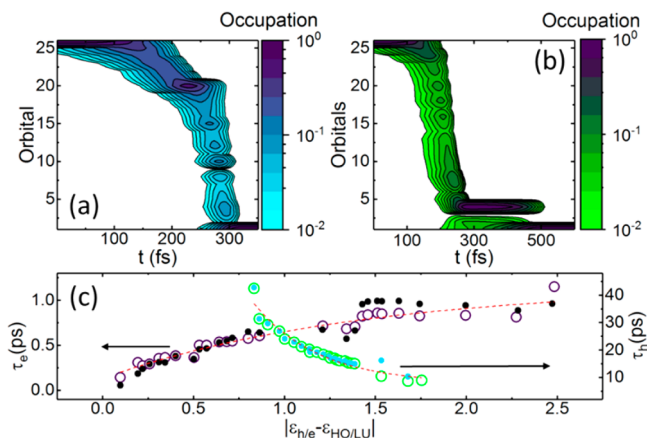 Occupation
Occupation
25
20
15
10
5
Orbital
(a)
100 200 300
t (fs)
10⁰
10⁻¹
10⁻²
25
20
15
10
5
Orbitals
(b)
100 300 500
t (fs)
10⁰
10⁻¹
10⁻²
(c)
1.0
0.5
0.0
τe(ps)
40
30
20
10
τh(ps)
0.0 0.5 1.0 1.5 2.0 2.5
|εh/e-εHO/LU|